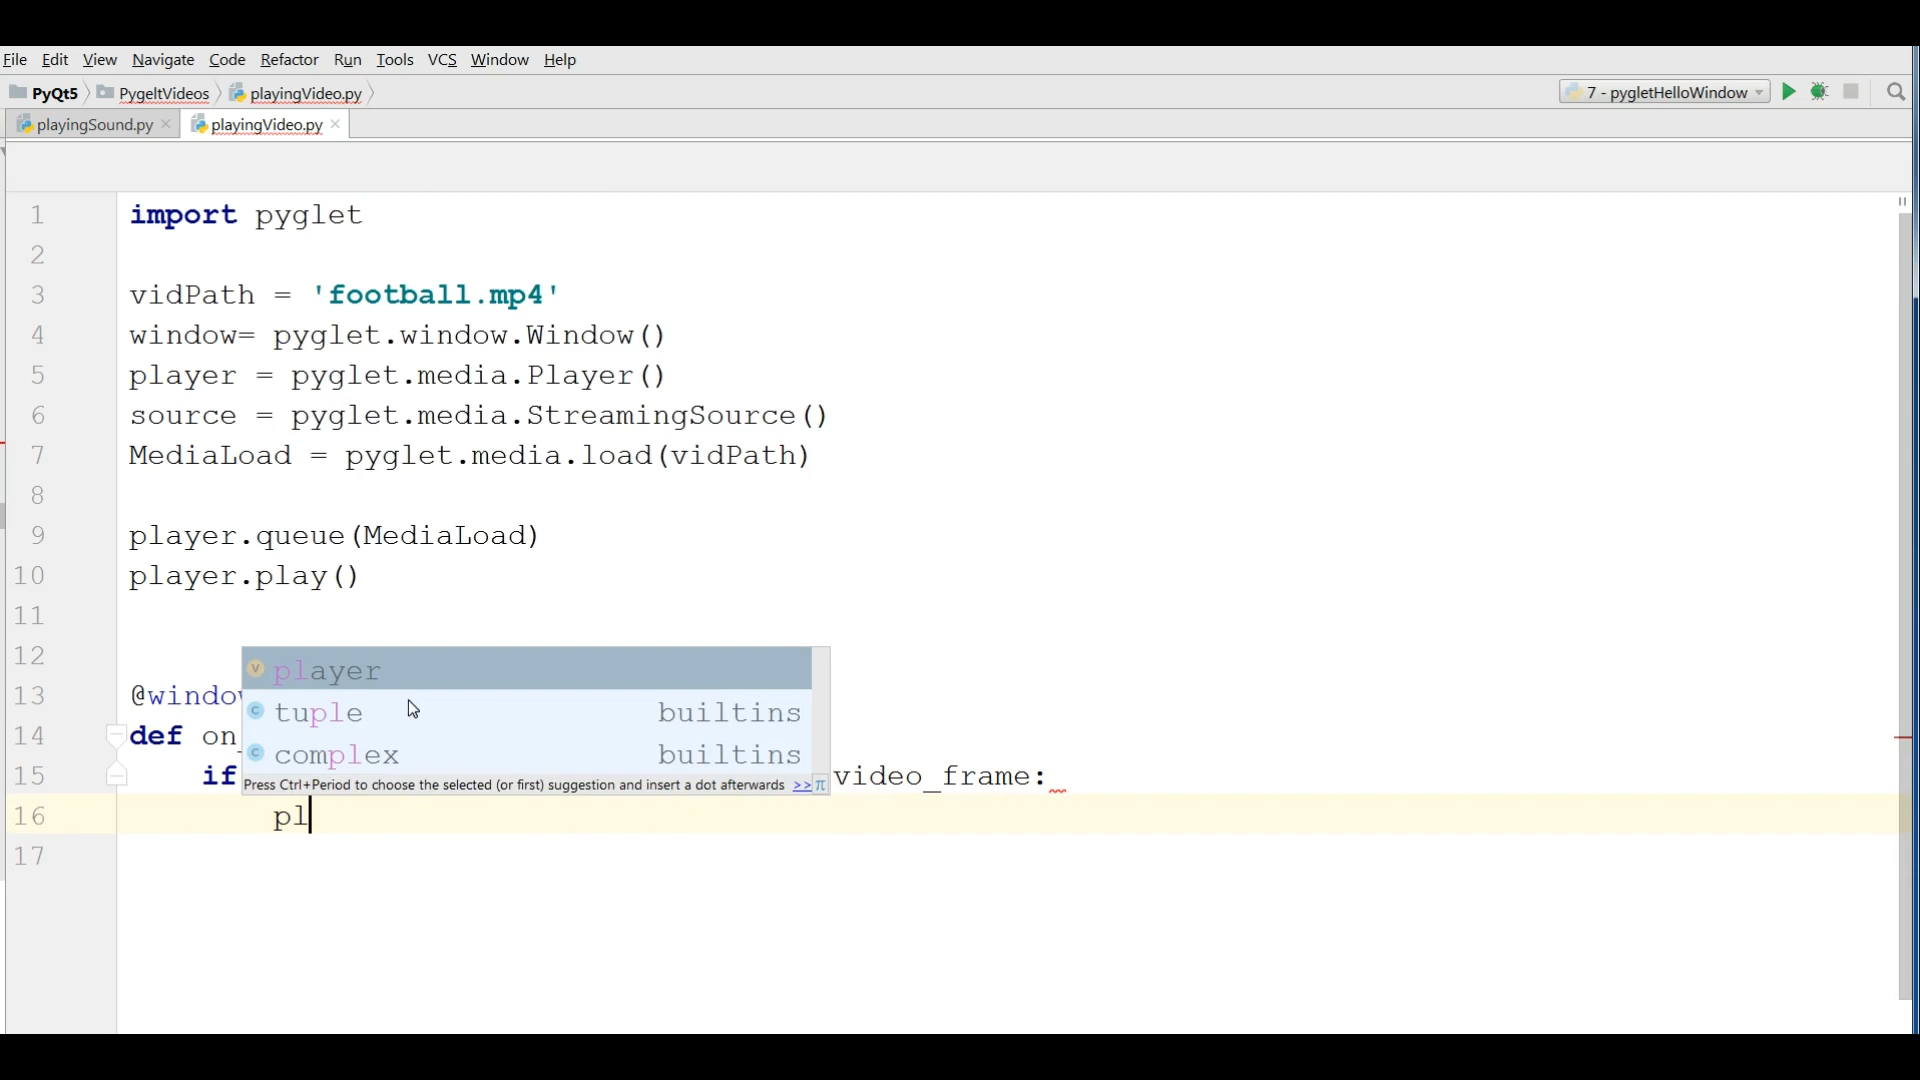 File Edit View Navigate Code Refactor Run Tools VCS Window Help
PyQt5 PygeltVideos playingVideo.py 7 - pygletHelloWindow
playingSound.py playingVideo.py
1 import pyglet
2
3 vidPath = 'football.mp4'
4 window= pyglet.window.Window()
5 player = pyglet.media.Player()
6 source = pyglet.media.StreamingSource()
7 MediaLoad = pyglet.media.load(vidPath)
8
9 player.queue(MediaLoad)
10 player.play()
11
12
player
13 @window
tuple builtins
14 def on_
complex builtins
15 if video_frame:
Press Ctrl+Period to choose the selected (or first) suggestion and insert a dot afterwards >> π
16 pl
17